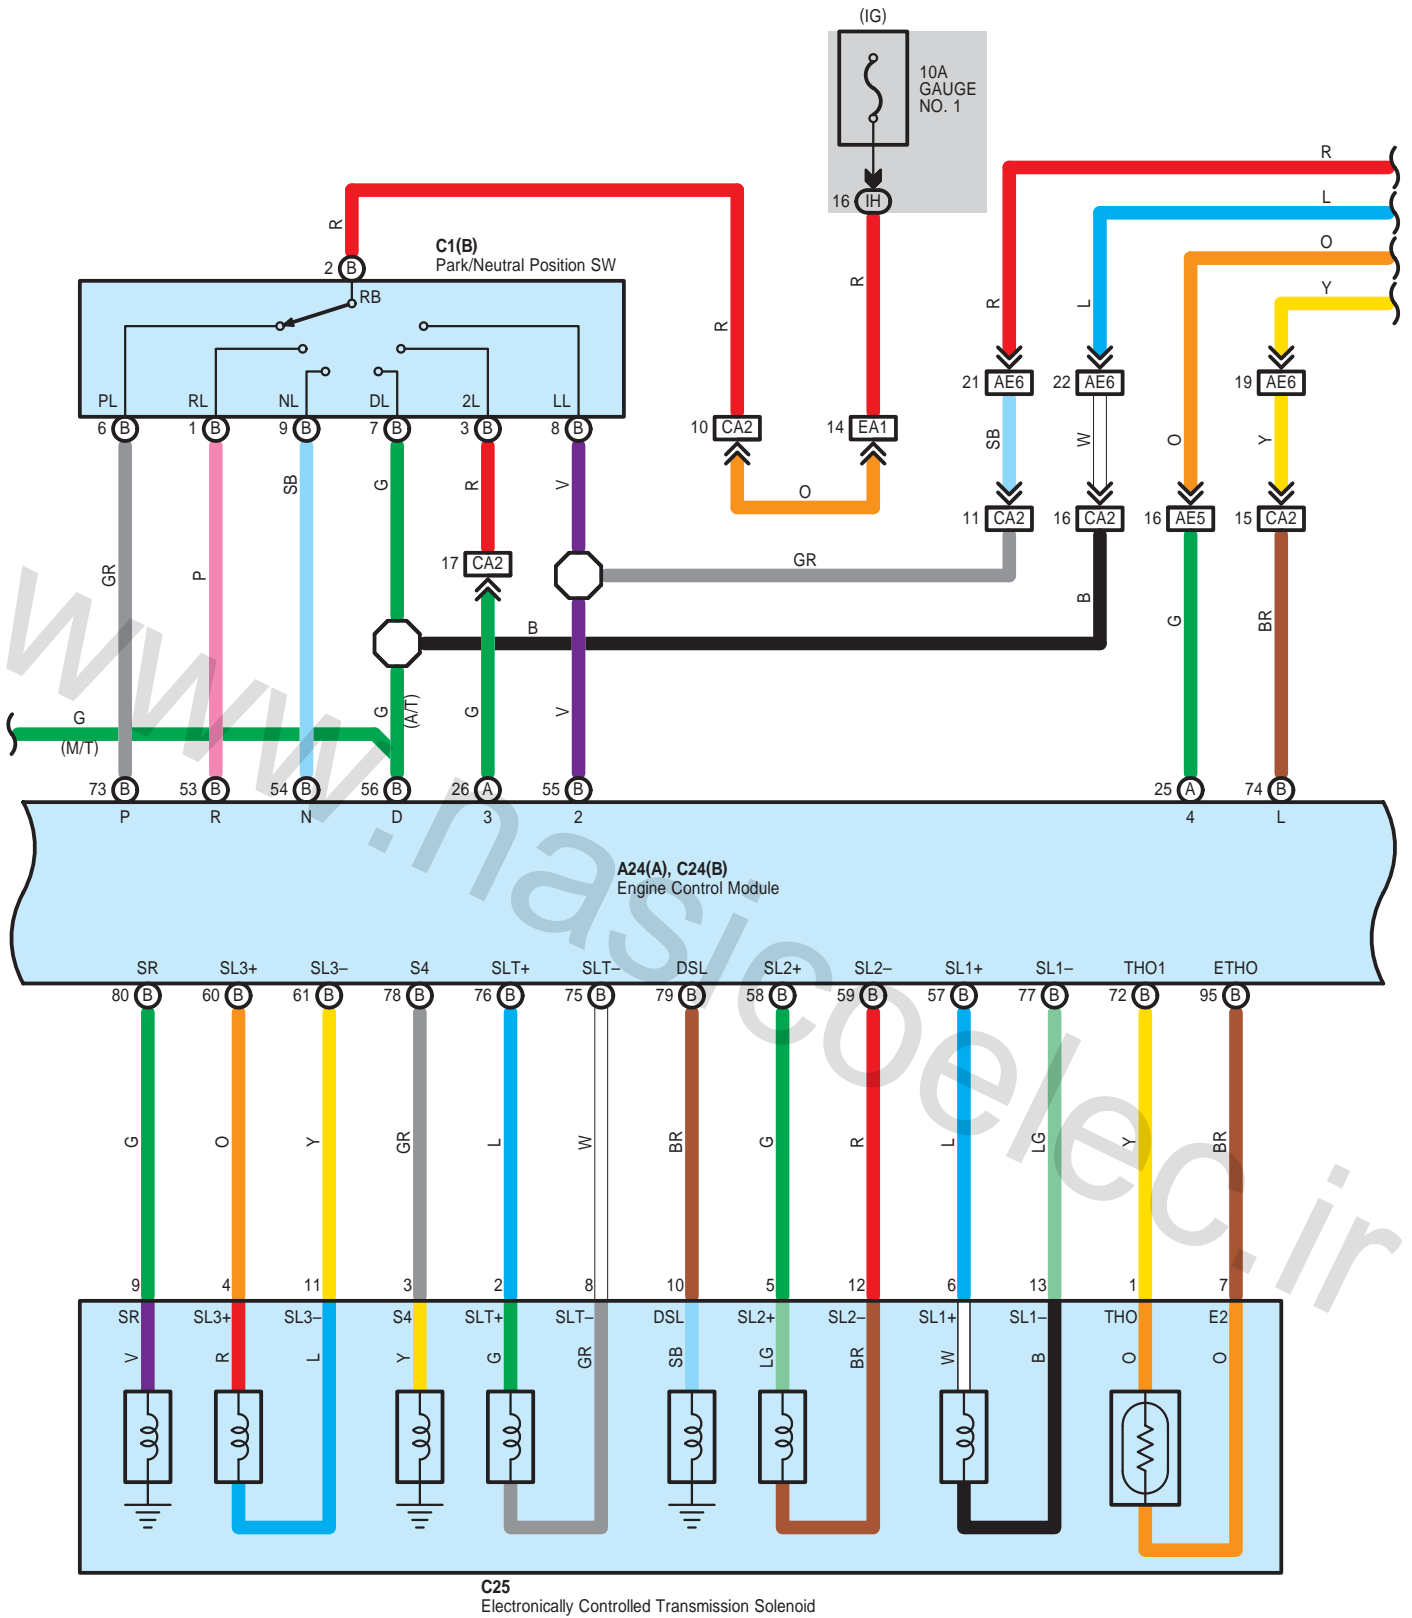 (IG)
10A
GAUGE
NO. 1
16 IH
R
L
O
Y
R
C1(B)
Park/Neutral Position SW
2 B
RB
R
R
R
L
21 AE6
22 AE6
19 AE6
PL RL NL DL 2L LL
6 B 1 B 9 B 7 B 3 B 8 B
10 CA2
14 EA1
SB G R V
O
SB W O Y
11 CA2
16 CA2
16 AE5
15 CA2
17 CA2
GR P
GR
B
B
G BR
G
(M/T)
G
(A/T)
G V
73 B 53 B 54 B 56 B 26 A 55 B 25 A 74 B
P R N D 3 2 4 L
A24(A), C24(B)
Engine Control Module
SR SL3+ SL3– S4 SLT+ SLT– DSL SL2+ SL2– SL1+ SL1– THO1 ETHO
80 B 60 B 61 B 78 B 76 B 75 B 79 B 58 B 59 B 57 B 77 B 72 B 95 B
G O Y GR L W BR G R L LG Y BR
9 4 11 3 2 8 10 5 12 6 13 1 7
SR SL3+ SL3– S4 SLT+ SLT– DSL SL2+ SL2– SL1+ SL1– THO E2
V R L Y G GR SB LG BR W B O O
C25
Electronically Controlled Transmission Solenoid
www.nasicoelec.ir